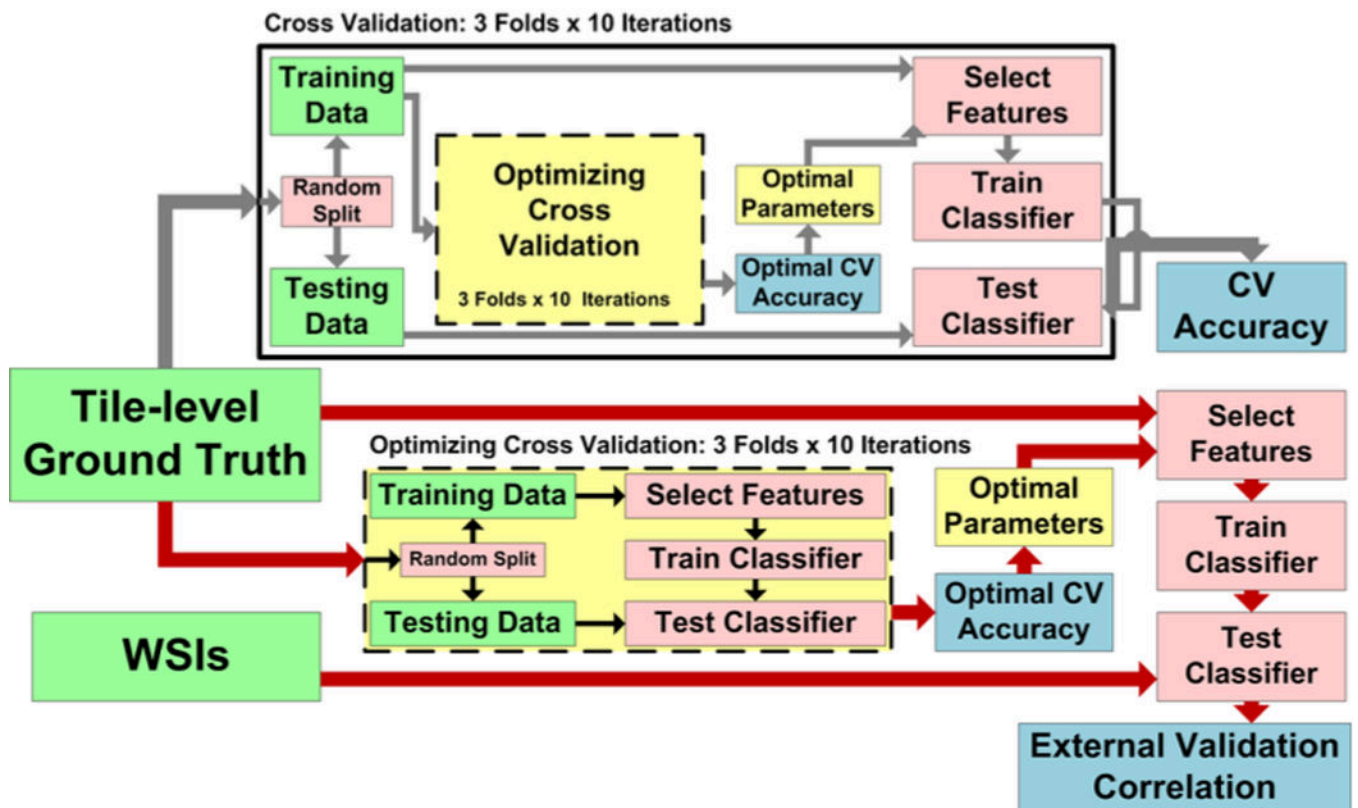 Cross Validation: 3 Folds x 10 Iterations
Training
Data
Random
Split
Testing
Data
Optimizing
Cross
Validation
3 Folds x 10 Iterations
Optimal
Parameters
Optimal CV
Accuracy
Select
Features
Train
Classifier
Test
Classifier
CV
Accuracy
Tile-level
Ground Truth
WSIs
Optimizing Cross Validation: 3 Folds x 10 Iterations
Training Data
Random Split
Testing Data
Select Features
Train Classifier
Test Classifier
Optimal
Parameters
Optimal CV
Accuracy
Select
Features
Train
Classifier
Test
Classifier
External Validation
Correlation